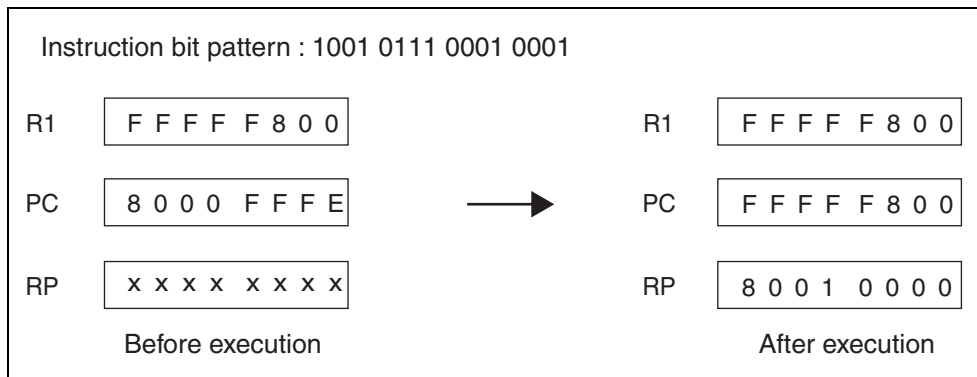 Instruction bit pattern : 1001 0111 0001 0001
R1 F F F F F 8 0 0 R1 F F F F F 8 0 0
PC 8 0 0 0 F F F E PC F F F F F 8 0 0
RP x x x x x x x x RP 8 0 0 1 0 0 0 0
Before execution After execution